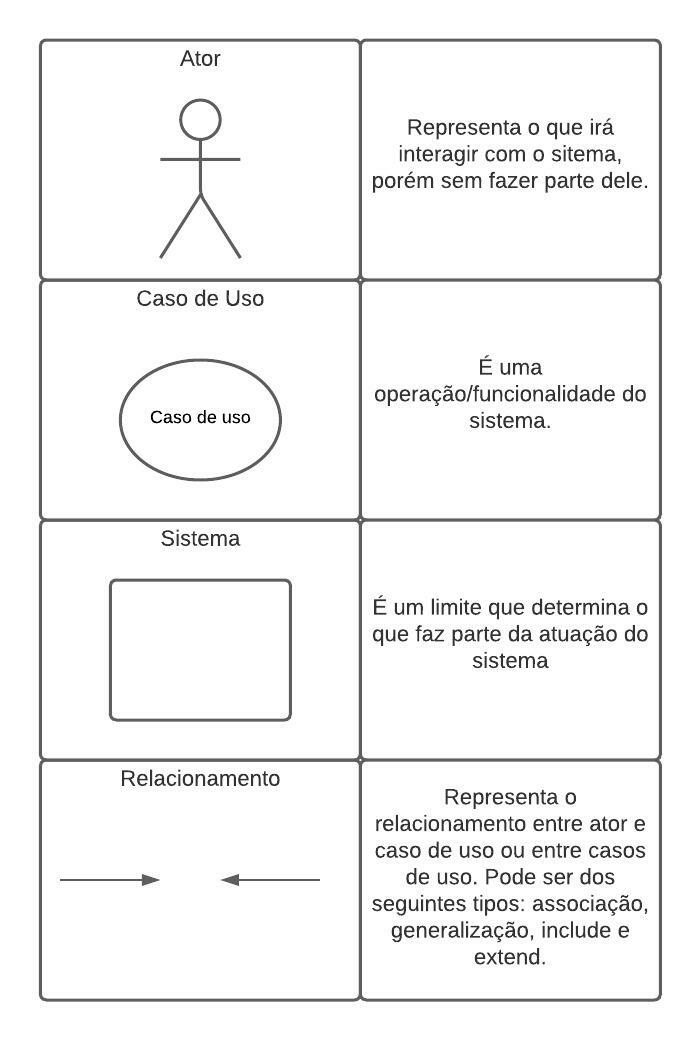 Ator
Representa o que irá
interagir com o sitema,
porém sem fazer parte dele.
Caso de Uso
Caso de uso
É uma
operação/funcionalidade do
sistema.
Sistema
É um limite que determina o
que faz parte da atuação do
sistema
Relacionamento
Representa o
relacionamento entre ator e
caso de uso ou entre casos
de uso. Pode ser dos
seguintes tipos: associação,
generalização, include e
extend.